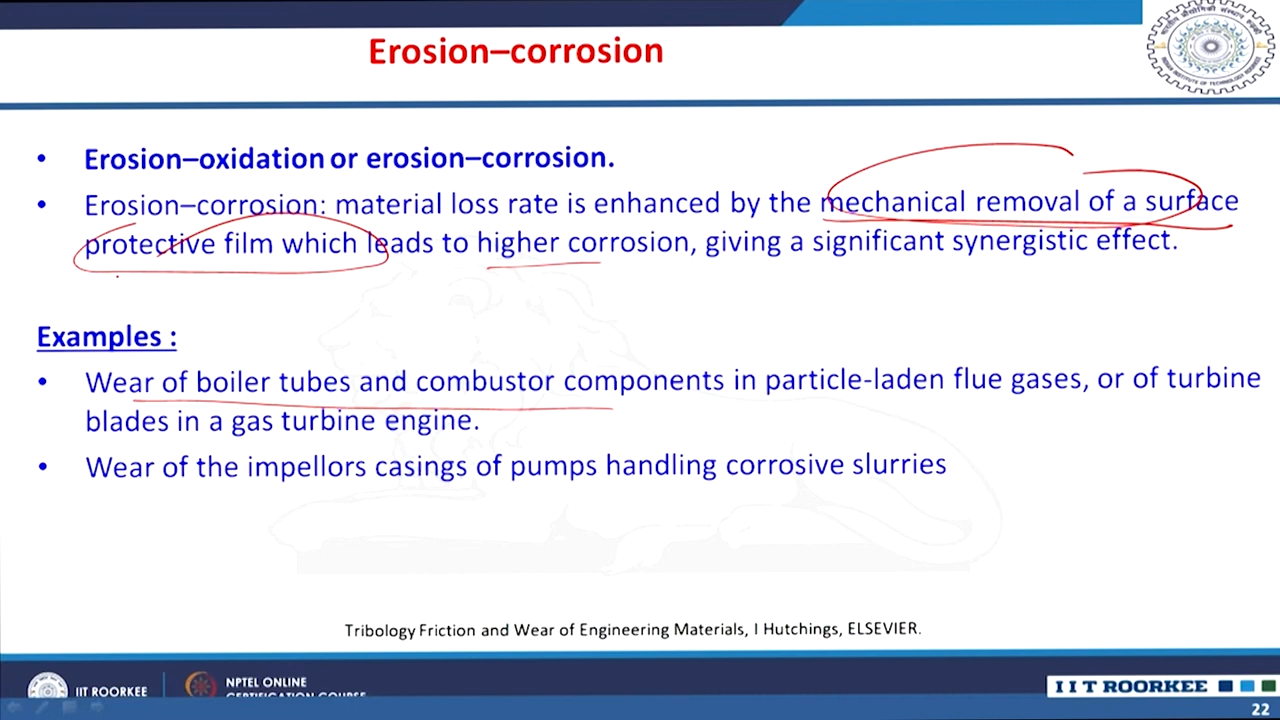 Erosion–corrosion
• Erosion–oxidation or erosion–corrosion.
• Erosion–corrosion: material loss rate is enhanced by the mechanical removal of a surface
protective film which leads to higher corrosion, giving a significant synergistic effect.
Examples :
• Wear of boiler tubes and combustor components in particle-laden flue gases, or of turbine
blades in a gas turbine engine.
• Wear of the impellors casings of pumps handling corrosive slurries
Tribology Friction and Wear of Engineering Materials, I Hutchings, ELSEVIER.
IIT ROORKEE
NPTEL ONLINE
CERTIFICATION COURSE
I I T ROORKEE
22